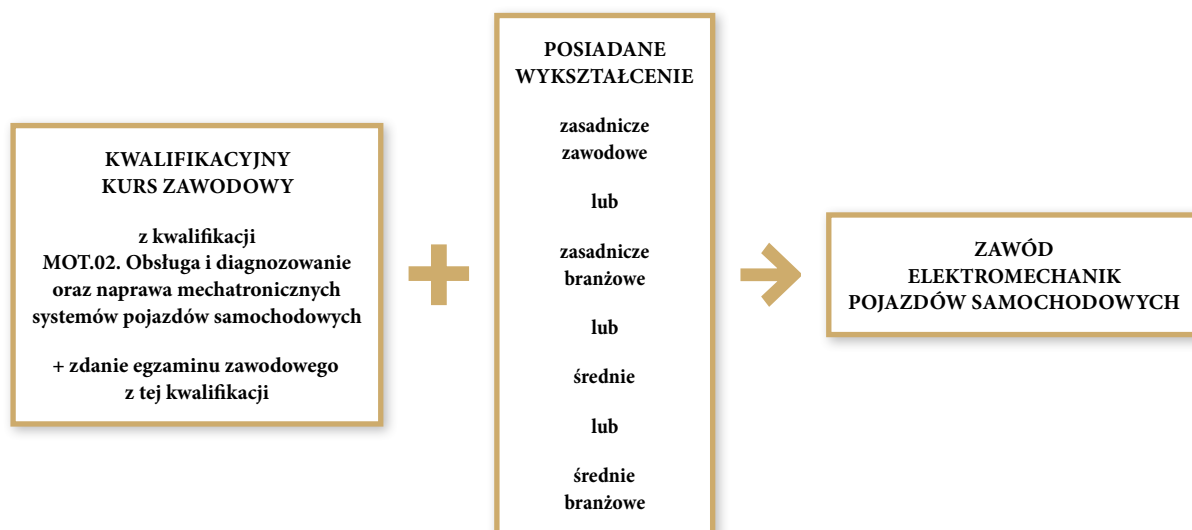 KWALIFIKACYJNY
KURS ZAWODOWY
z kwalifikacji
MOT.02. Obsługa i diagnozowanie
oraz naprawa mechatronicznych
systemów pojazdów samochodowych
+ zdanie egzaminu zawodowego
z tej kwalifikacji
POSIADANE
WYKSZTAŁCENIE
zasadnicze
zawodowe
lub
zasadnicze
branżowe
lub
średnie
lub
średnie
branżowe
ZAWÓD
ELEKTROMECHANIK
POJAZDÓW SAMOCHODOWYCH